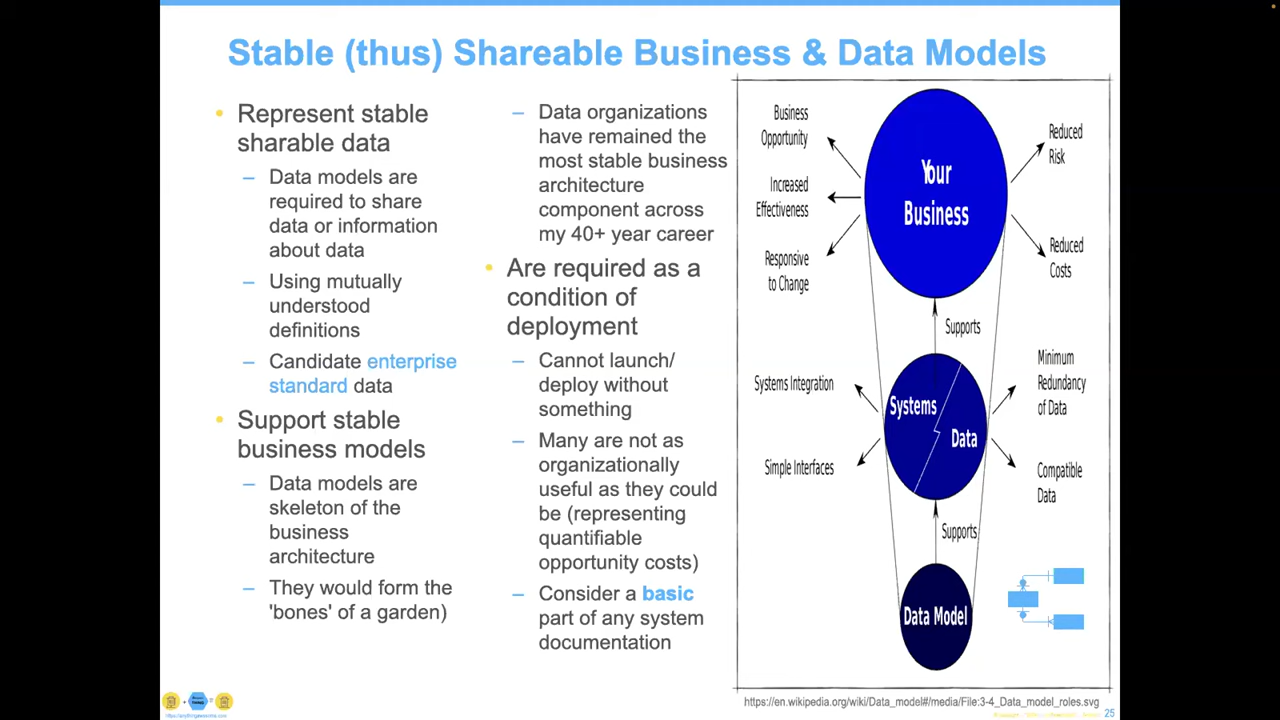 Stable (thus) Shareable Business & Data Models
• Represent stable
sharable data
– Data models are
required to share
data or information
about data
– Using mutually
understood
definitions
– Candidate enterprise
standard data
• Support stable
business models
– Data models are
skeleton of the
business
architecture
– They would form the
'bones' of a garden)
– Data organizations
have remained the
most stable business
architecture
component across
my 40+ year career
• Are required as a
condition of
deployment
– Cannot launch/
deploy without
something
– Many are not as
organizationally
useful as they could
be (representing
quantifiable
opportunity costs)
– Consider a basic
part of any system
documentation
Business
Opportunity
Increased
Effectiveness
Responsive
to Change
Your
Business
Reduced
Risk
Reduced
Costs
Supports
Systems Integration
Simple Interfaces
Systems
Data
Minimum
Redundancy
of Data
Compatible
Data
Supports
Data Model
https://en.wikipedia.org/wiki/Data_model#/media/File:3-4_Data_model_roles.svg
25